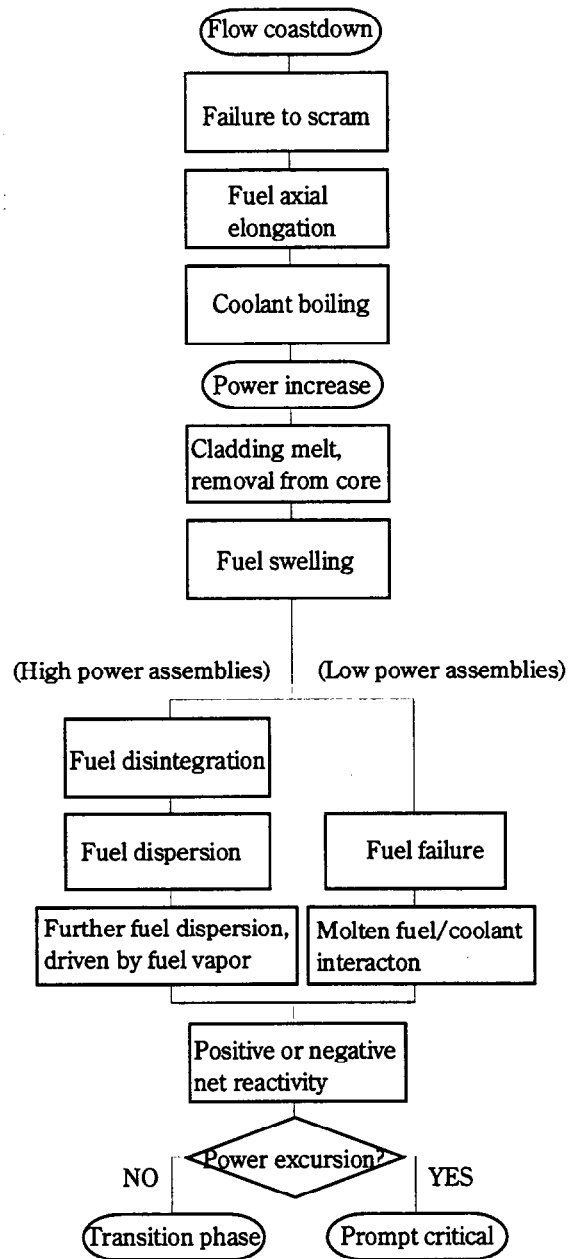 Flow coastdown
Failure to scram
Fuel axial
elongation
Coolant boiling
Power increase
Cladding melt,
removal from core
Fuel swelling
(High power assemblies)
(Low power assemblies)
Fuel disintegration
Fuel dispersion
Fuel failure
Further fuel dispersion,
driven by fuel vapor
Molten fuel/coolant
interacton
Positive or negative
net reactivity
Power excursion?
NO
YES
Transition phase
Prompt critical